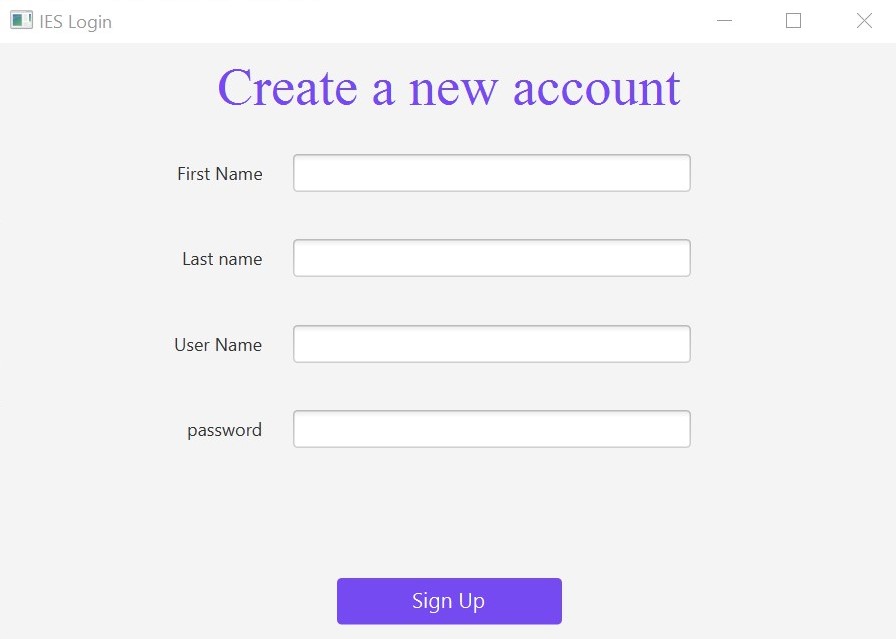 IES Login
Create a new account
First Name
Last name
User Name
password
Sign Up